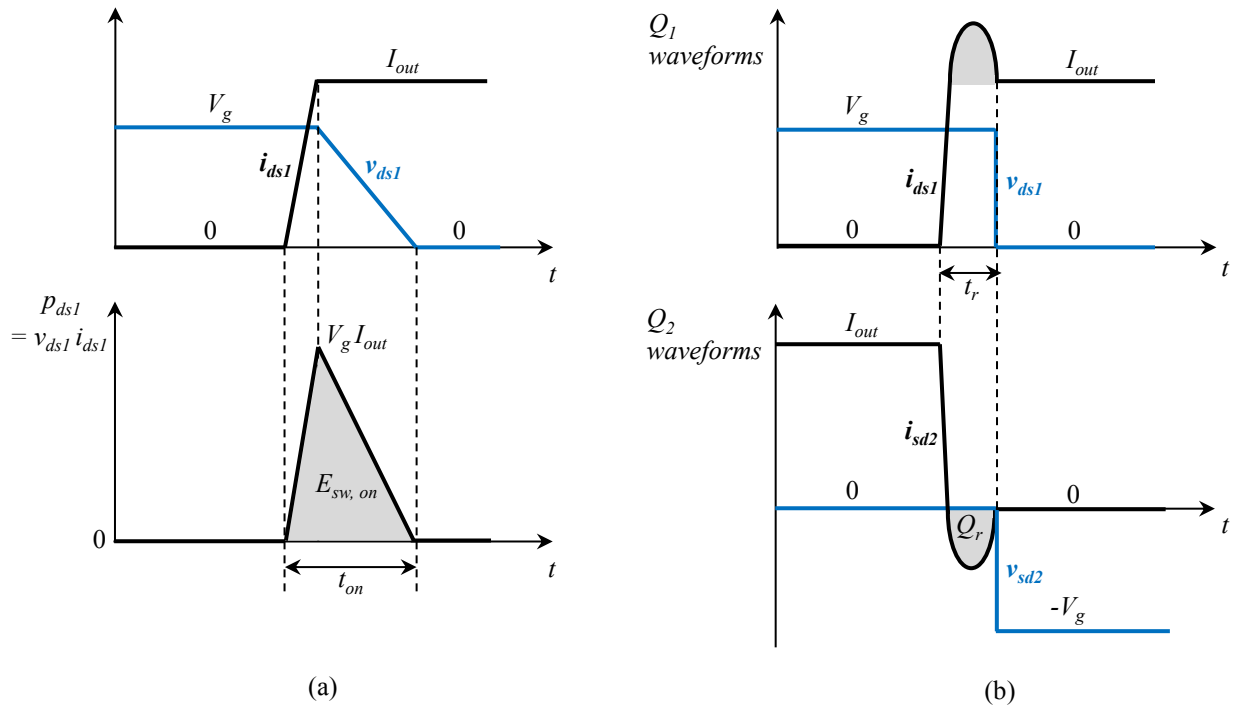 I_out
V_g
i_ds1
v_ds1
0
0
t
p_ds1
= v_ds1 i_ds1
V_g I_out
E_sw, on
0
t
t_on
(a)
Q_1
waveforms
I_out
V_g
i_ds1
v_ds1
0
0
t
t_r
Q_2
waveforms
I_out
i_sd2
0
0
t
Q_r
v_sd2
-V_g
(b)